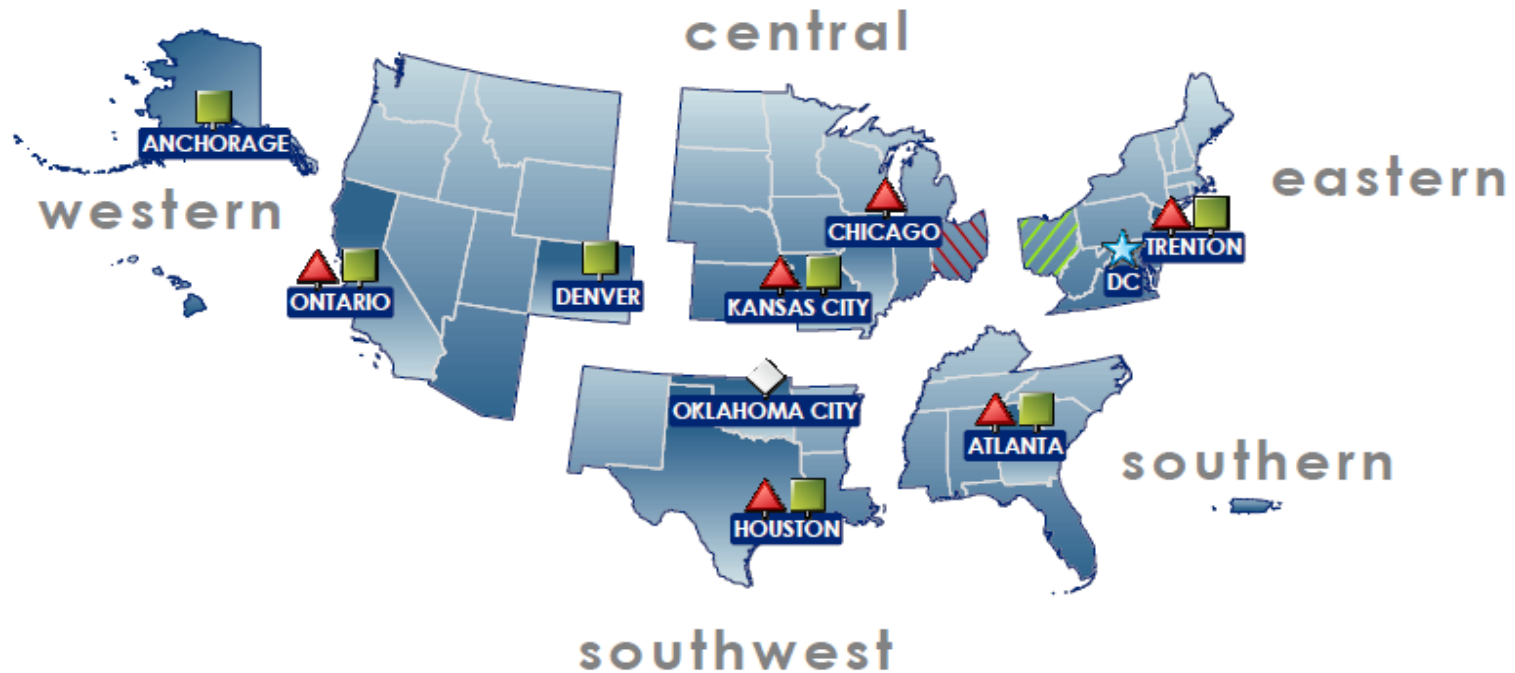 central
ANCHORAGE
western
eastern
CHICAGO
TRENTON
DC
ONTARIO
DENVER
KANSAS CITY
OKLAHOMA CITY
ATLANTA
southern
HOUSTON
southwest